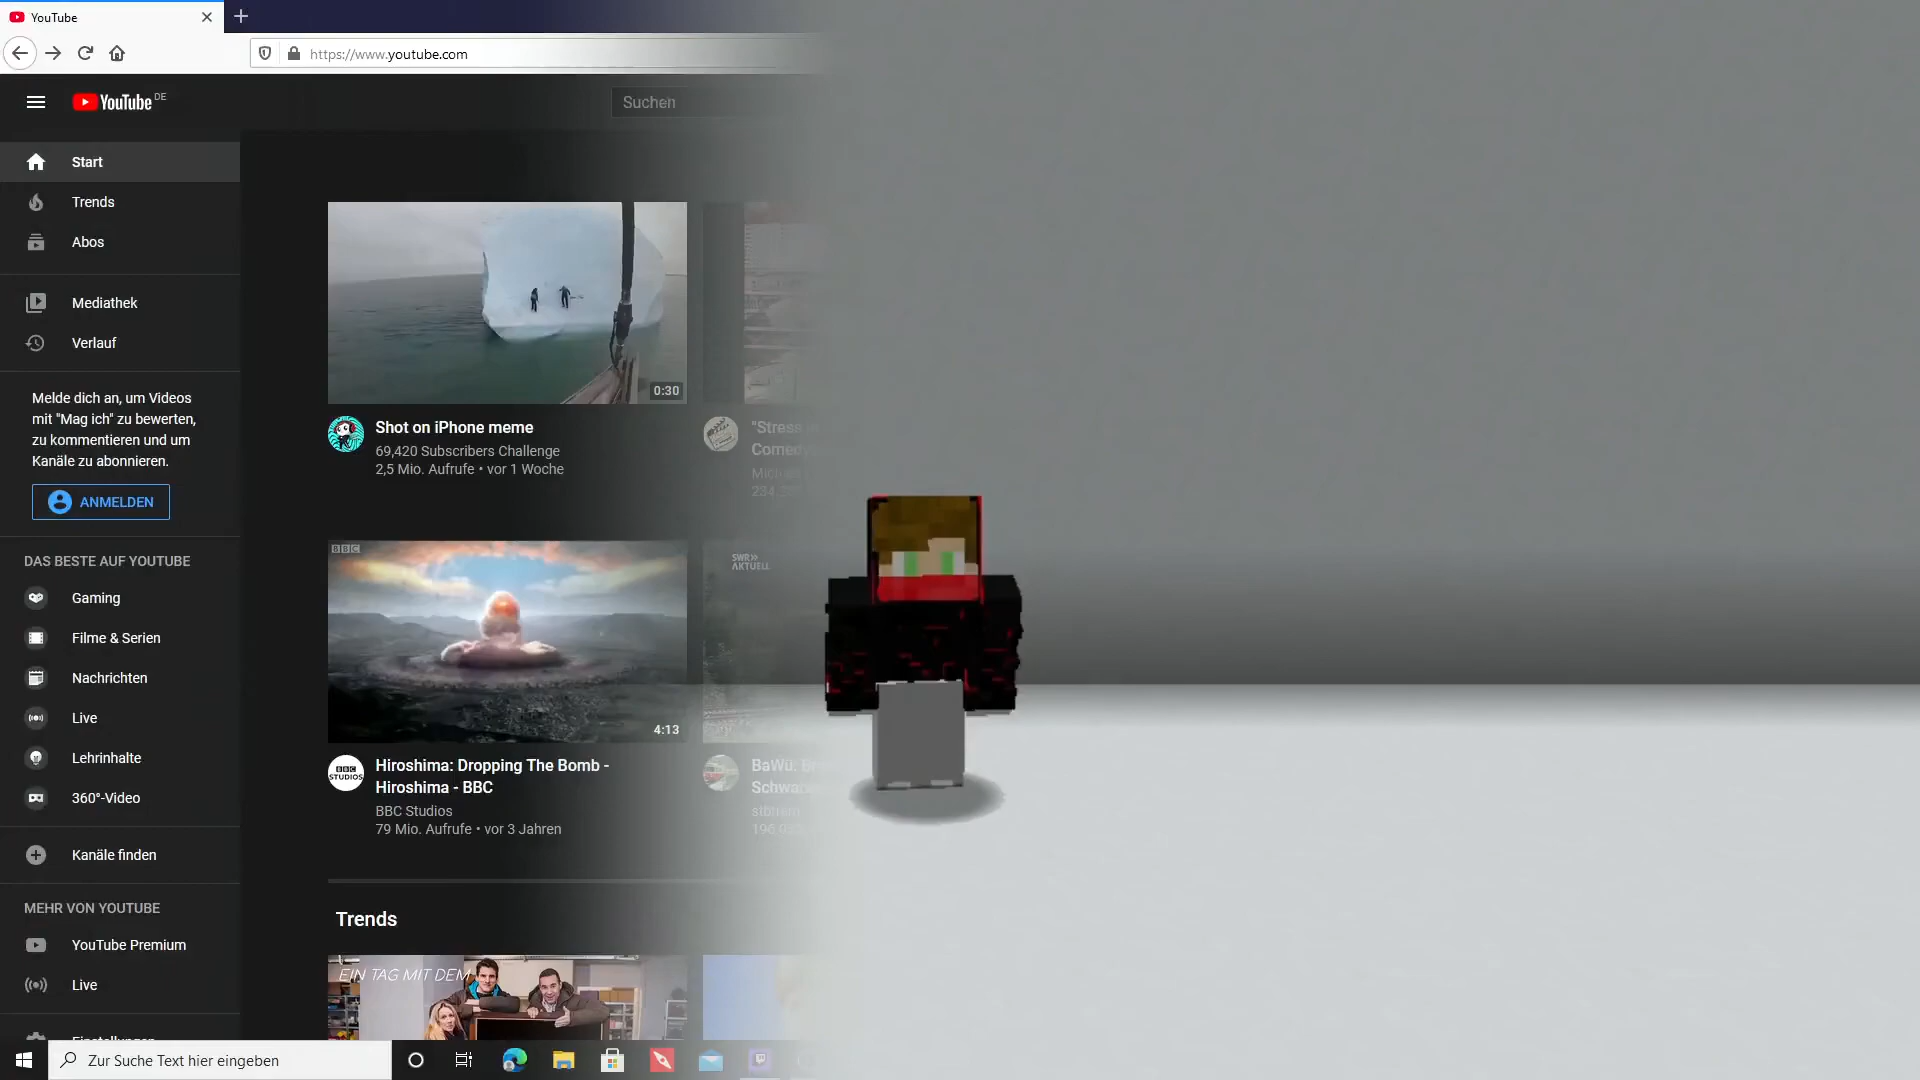 YouTube
https://www.youtube.com
YouTube DE
Suchen
Start
Trends
Abos
Mediathek
Verlauf
Melde dich an, um Videos
mit "Mag ich" zu bewerten,
zu kommentieren und um
Kanäle zu abonnieren.
ANMELDEN
DAS BESTE AUF YOUTUBE
Gaming
Filme & Serien
Nachrichten
Live
Lehrinhalte
360°-Video
Kanäle finden
MEHR VON YOUTUBE
YouTube Premium
Live
0:30
Shot on iPhone meme
69,420 Subscribers Challenge
2,5 Mio. Aufrufe • vor 1 Woche
"Stress
Comedy
BBC
4:13
BBC STUDIOS
Hiroshima: Dropping The Bomb -
Hiroshima - BBC
BBC Studios
79 Mio. Aufrufe • vor 3 Jahren
SWR»
AKTUELL
BaWü:
Trends
EIN TAG MIT DEM
Zur Suche Text hier eingeben